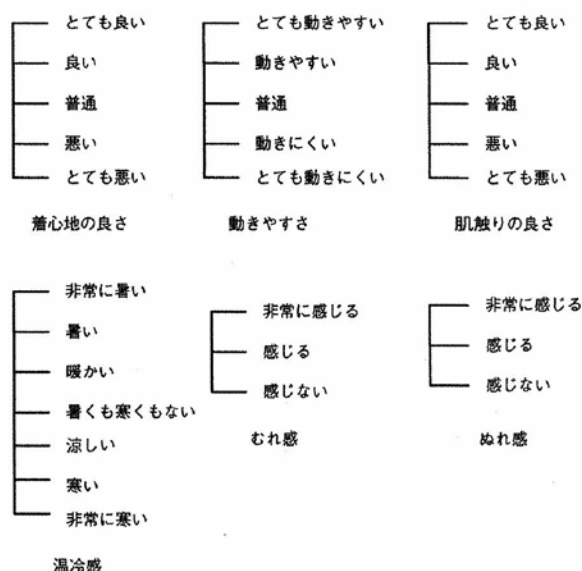 とても良い
良い
普通
悪い
とても悪い
着心地の良さ
とても動きやすい
動きやすい
普通
動きにくい
とても動きにくい
動きやすさ
とても良い
良い
普通
悪い
とても悪い
肌触りの良さ
非常に暑い
暑い
暖かい
暑くも寒くもない
涼しい
寒い
非常に寒い
温冷感
非常に感じる
感じる
感じない
むれ感
非常に感じる
感じる
感じない
ぬれ感